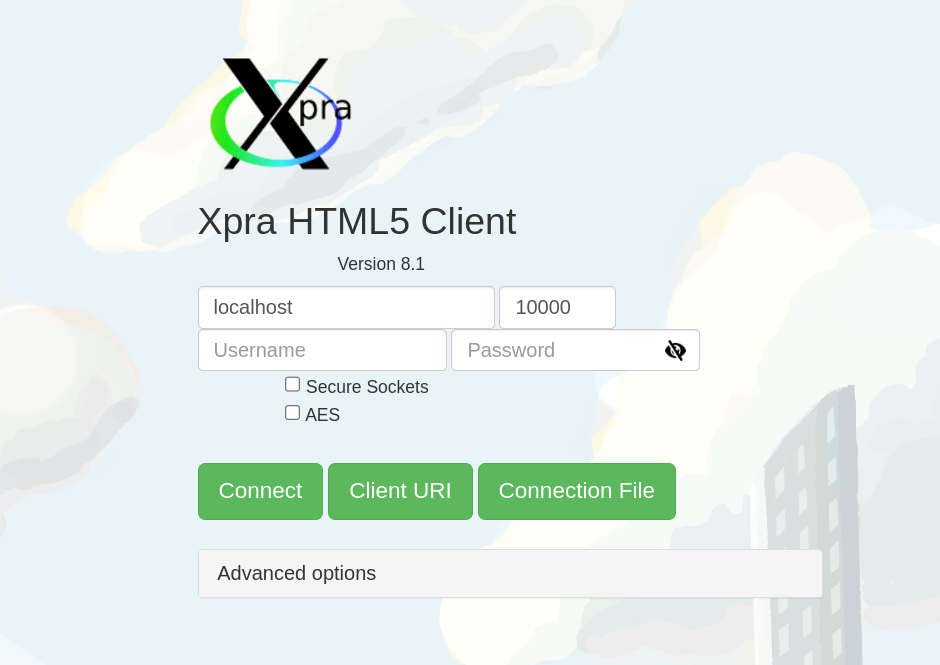 Xpra
Xpra HTML5 Client
Version 8.1
localhost 10000
Username Password
Secure Sockets
AES
Connect Client URI Connection File
Advanced options